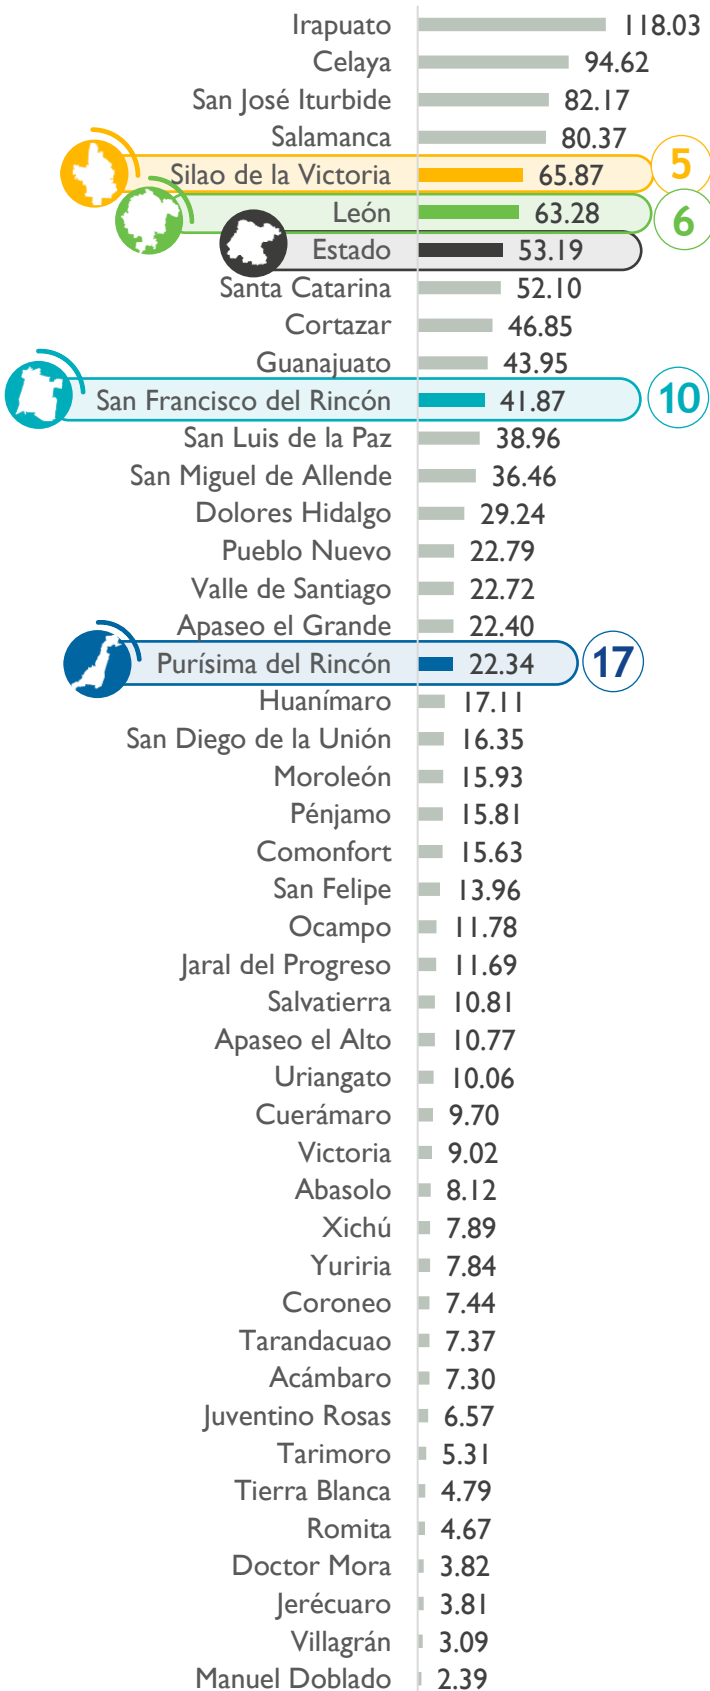 Irapuato 118.03
Celaya 94.62
San José Iturbide 82.17
Salamanca 80.37
Silao de la Victoria 65.87 5
León 63.28 6
Estado 53.19
Santa Catarina 52.10
Cortazar 46.85
Guanajuato 43.95
San Francisco del Rincón 41.87 10
San Luis de la Paz 38.96
San Miguel de Allende 36.46
Dolores Hidalgo 29.24
Pueblo Nuevo 22.79
Valle de Santiago 22.72
Apaseo el Grande 22.40
Purísima del Rincón 22.34 17
Huanímaro 17.11
San Diego de la Unión 16.35
Moroleón 15.93
Pénjamo 15.81
Comonfort 15.63
San Felipe 13.96
Ocampo 11.78
Jaral del Progreso 11.69
Salvatierra 10.81
Apaseo el Alto 10.77
Uriangato 10.06
Cuerámaro 9.70
Victoria 9.02
Abasolo 8.12
Xichú 7.89
Yuriria 7.84
Coroneo 7.44
Tarandacuao 7.37
Acámbaro 7.30
Juventino Rosas 6.57
Tarimoro 5.31
Tierra Blanca 4.79
Romita 4.67
Doctor Mora 3.82
Jerécuaro 3.81
Villagrán 3.09
Manuel Doblado 2.39